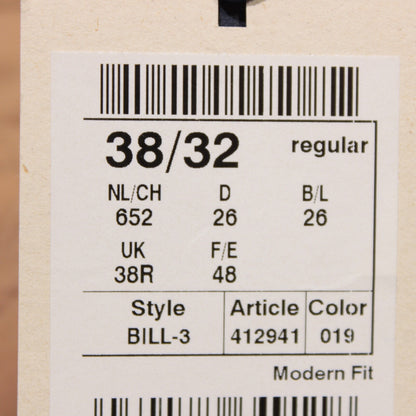 38/32 regular
NL/CH D B/L
652 26 26
UK F/E
38R 48
Style Article Color
BILL-3 412941 019
Modern Fit